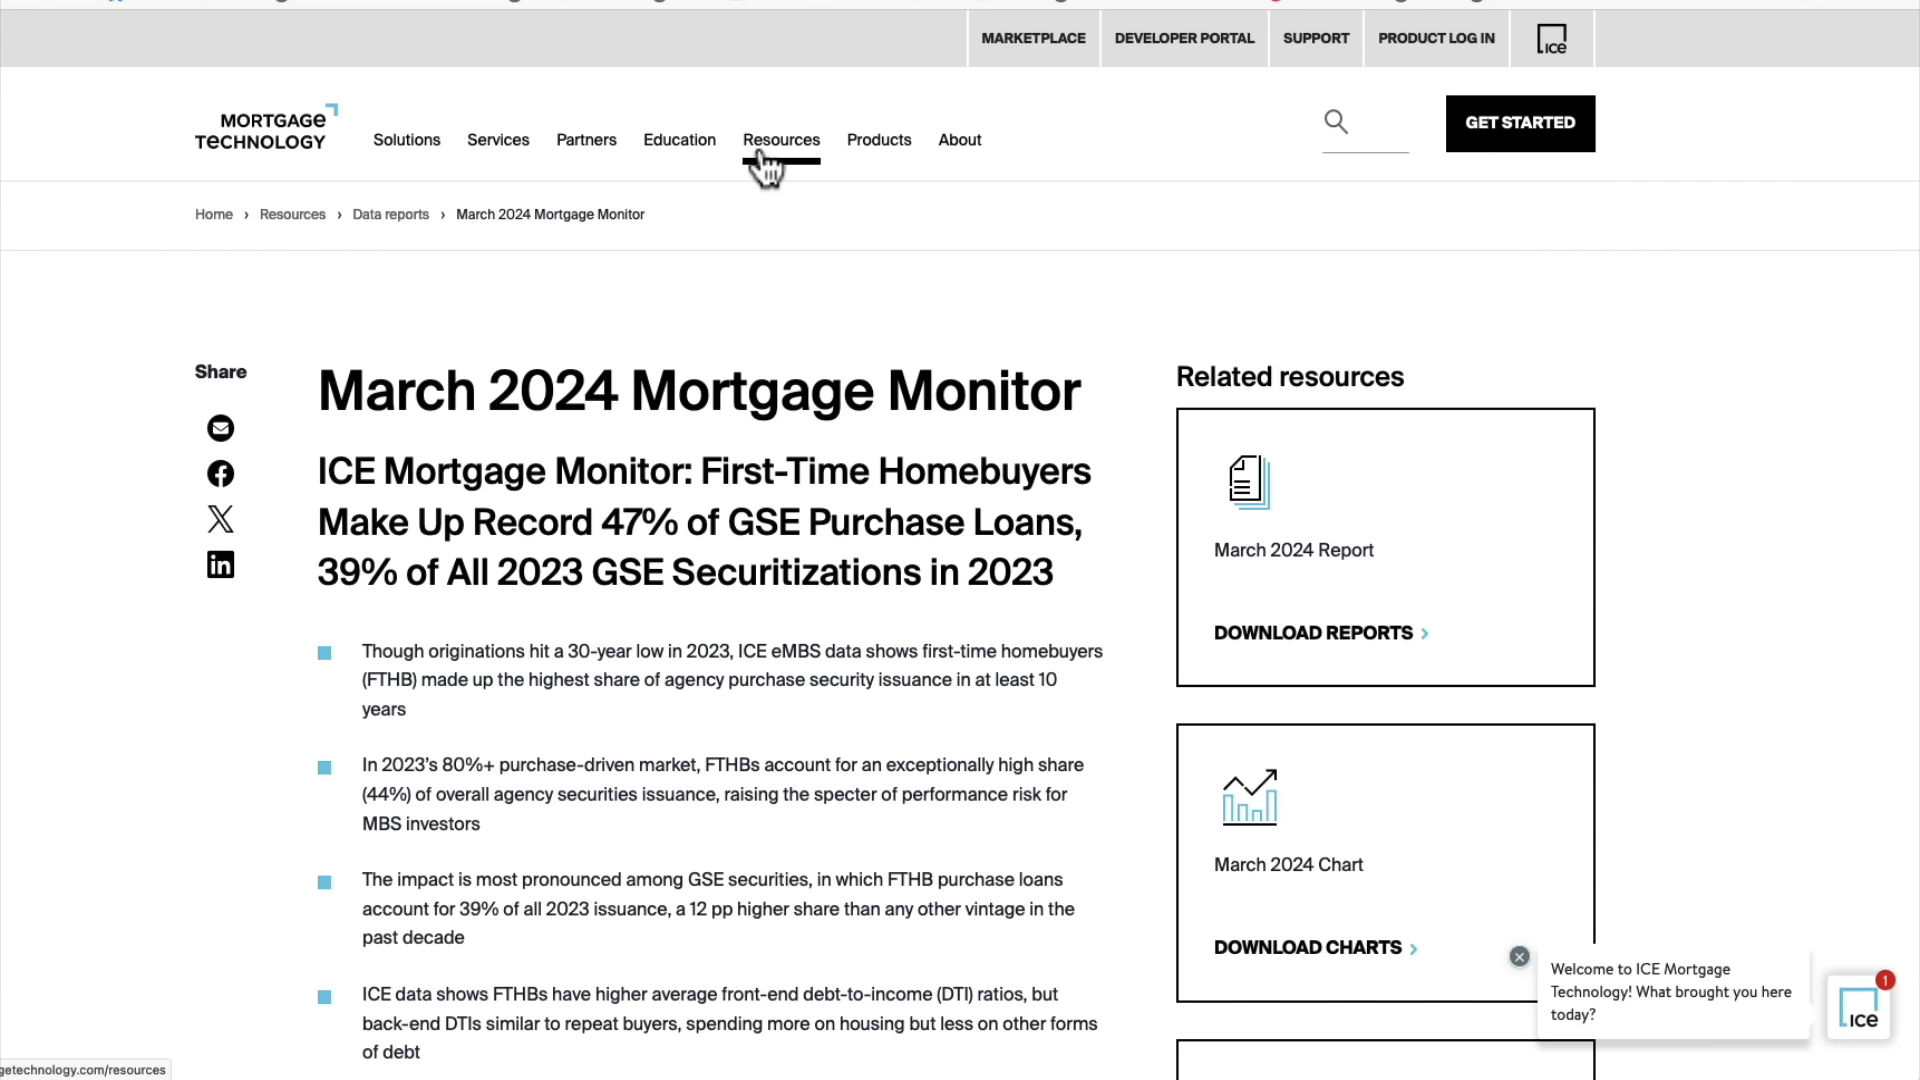 MARKETPLACE DEVELOPER PORTAL SUPPORT PRODUCT LOG IN ICE
MORTGAGE
TECHNOLOGY
Solutions Services Partners Education Resources Products About
GET STARTED
Home › Resources › Data reports › March 2024 Mortgage Monitor
Share
March 2024 Mortgage Monitor
ICE Mortgage Monitor: First-Time Homebuyers
Make Up Record 47% of GSE Purchase Loans,
39% of All 2023 GSE Securitizations in 2023
Though originations hit a 30-year low in 2023, ICE eMBS data shows first-time homebuyers
(FTHB) made up the highest share of agency purchase security issuance in at least 10
years
In 2023’s 80%+ purchase-driven market, FTHBs account for an exceptionally high share
(44%) of overall agency securities issuance, raising the specter of performance risk for
MBS investors
The impact is most pronounced among GSE securities, in which FTHB purchase loans
account for 39% of all 2023 issuance, a 12 pp higher share than any other vintage in the
past decade
ICE data shows FTHBs have higher average front-end debt-to-income (DTI) ratios, but
back-end DTIs similar to repeat buyers, spending more on housing but less on other forms
of debt
Related resources
March 2024 Report
DOWNLOAD REPORTS ›
March 2024 Chart
DOWNLOAD CHARTS ›
Welcome to ICE Mortgage
Technology! What brought you here
today?
1
ICE
getechnology.com/resources